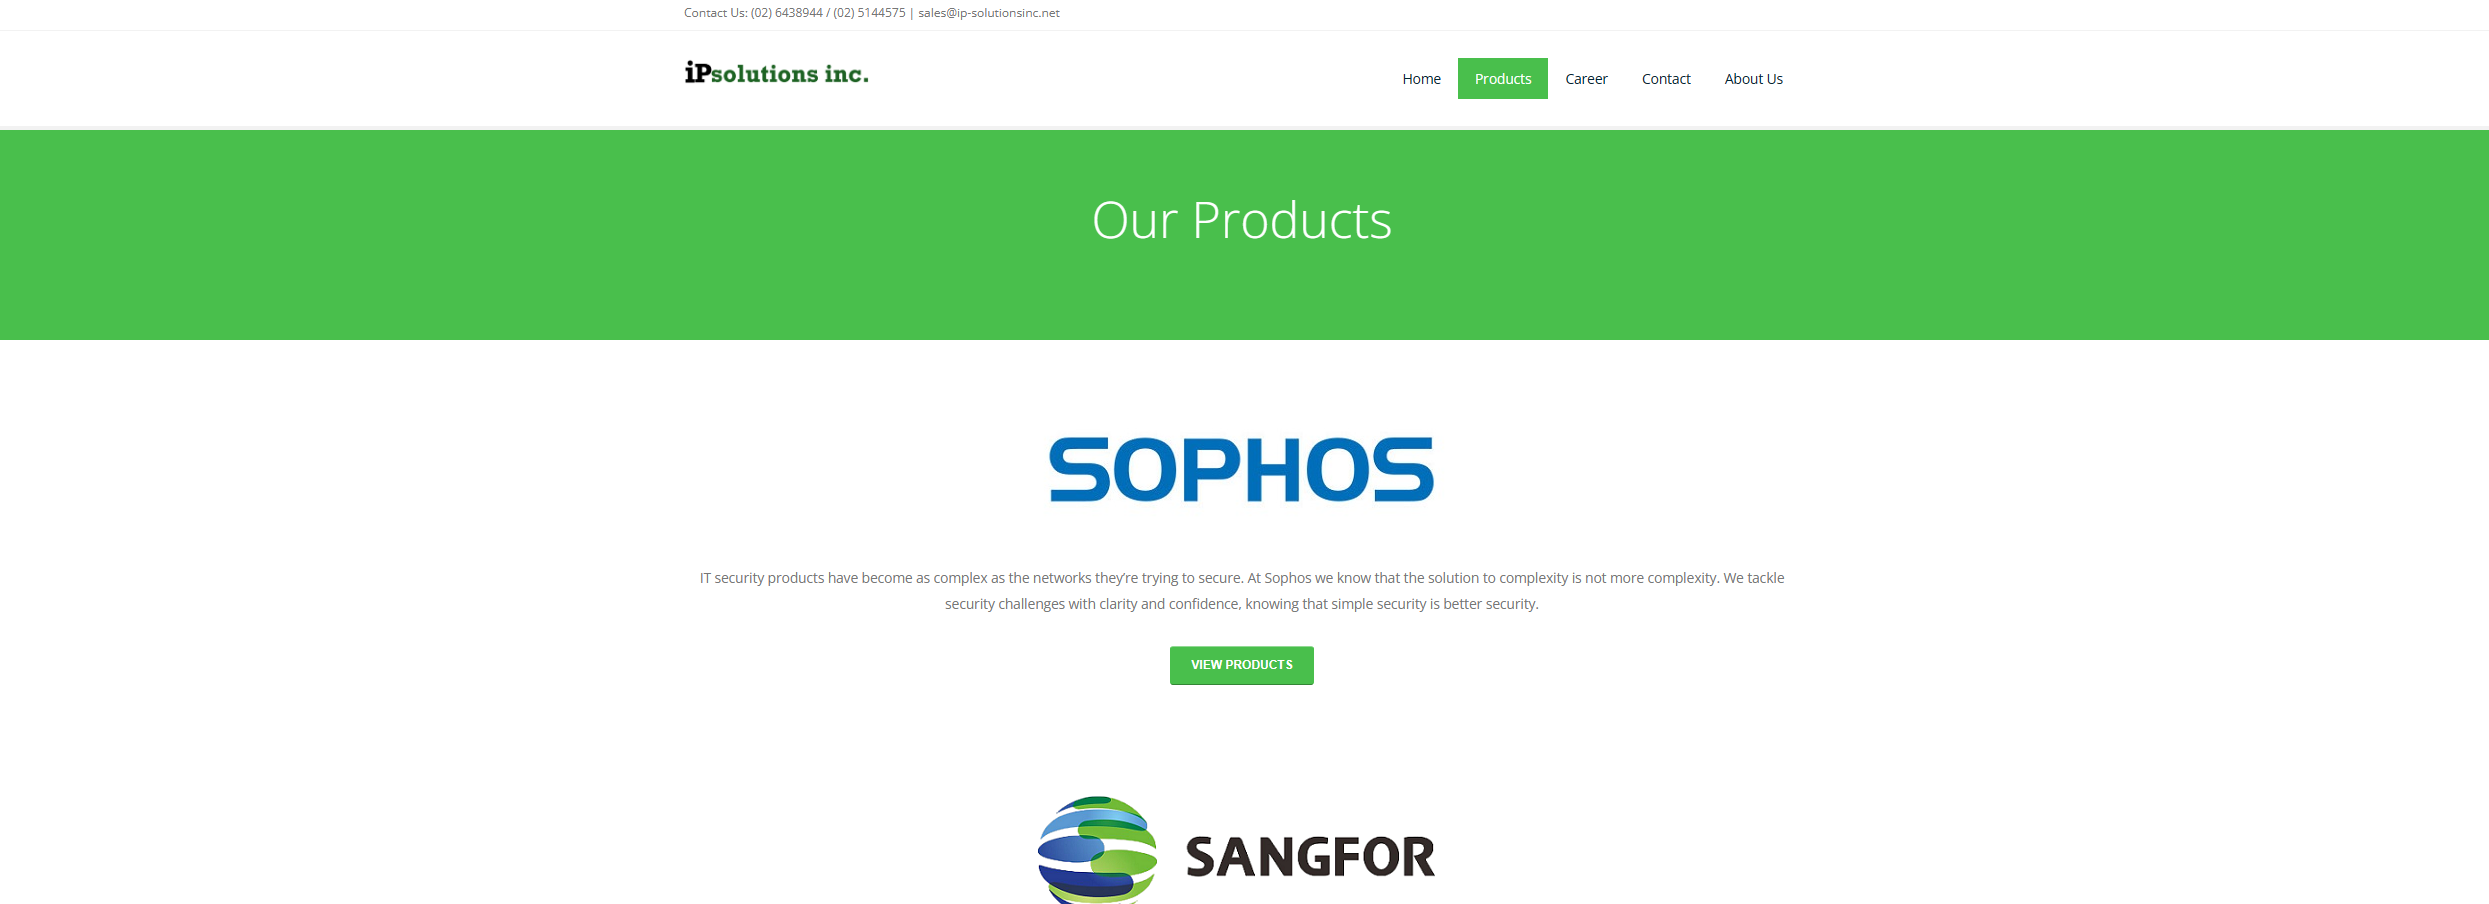 Contact Us: (02) 6438944 / (02) 5144575 | sales@ip-solutionsinc.net
iPsolutions inc.
Home Products Career Contact About Us
Our Products
SOPHOS
IT security products have become as complex as the networks they’re trying to secure. At Sophos we know that the solution to complexity is not more complexity. We tackle
security challenges with clarity and confidence, knowing that simple security is better security.
VIEW PRODUCTS
SANGFOR